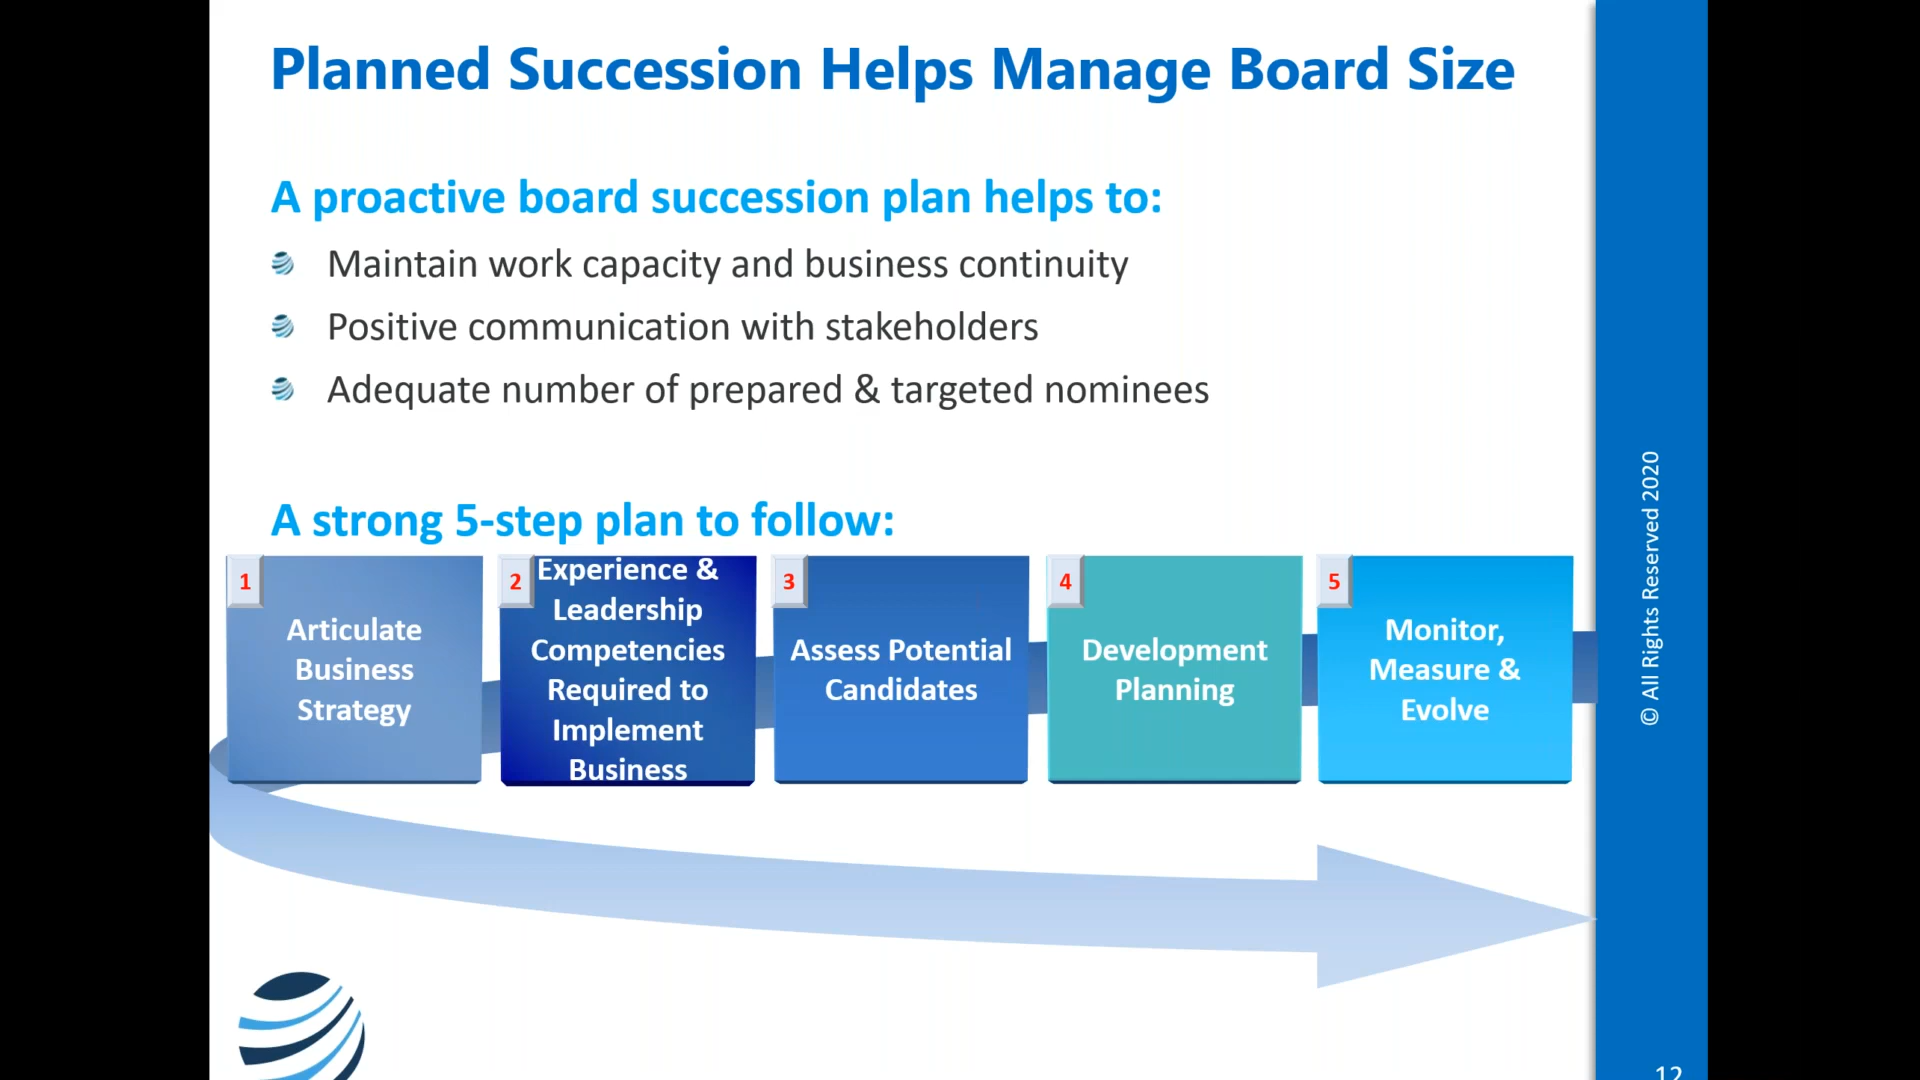 Planned Succession Helps Manage Board Size
A proactive board succession plan helps to:
Maintain work capacity and business continuity
Positive communication with stakeholders
Adequate number of prepared & targeted nominees
A strong 5-step plan to follow:
1
Articulate
Business
Strategy
2
Experience &
Leadership
Competencies
Required to
Implement
Business
3
Assess Potential
Candidates
4
Development
Planning
5
Monitor,
Measure &
Evolve
© All Rights Reserved 2020
12